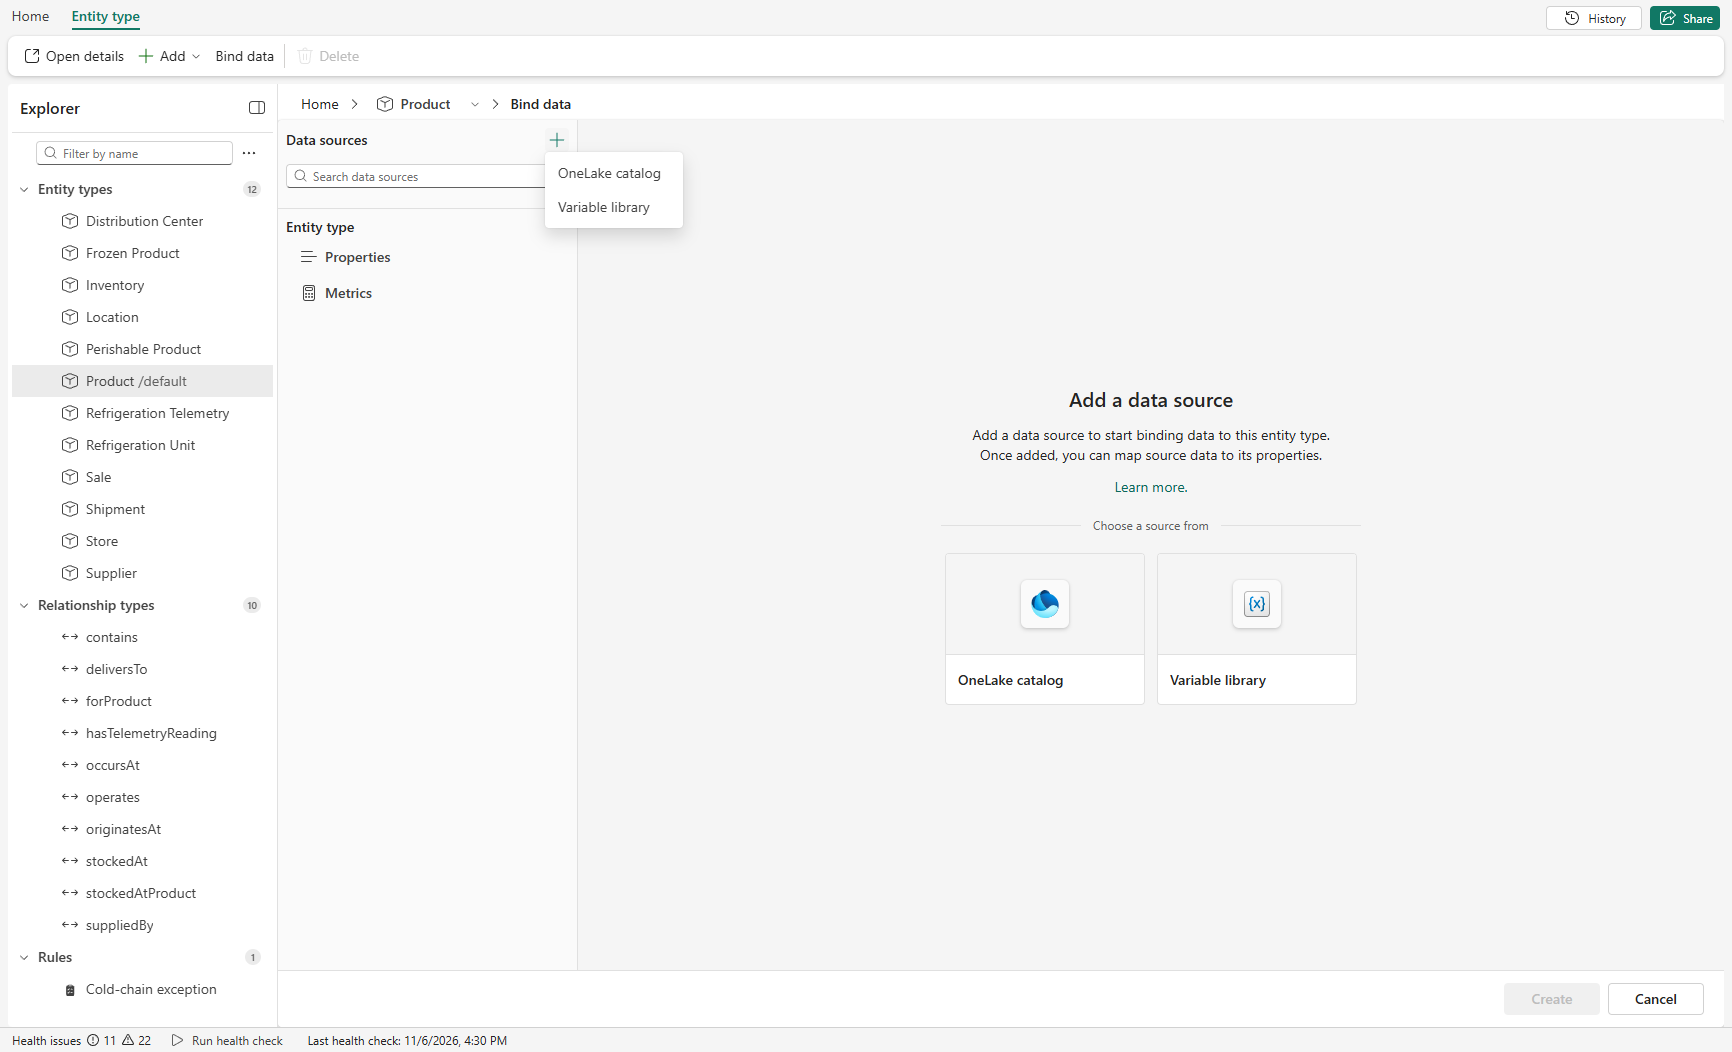 Home
Entity type
History
Share
Open details
Add
Bind data
Delete
Explorer
Filter by name
Entity types
12
Distribution Center
Frozen Product
Inventory
Location
Perishable Product
Product /default
Refrigeration Telemetry
Refrigeration Unit
Sale
Shipment
Store
Supplier
Relationship types
10
contains
deliversTo
forProduct
hasTelemetryReading
occursAt
operates
originatesAt
stockedAt
stockedAtProduct
suppliedBy
Rules
1
Cold-chain exception
Home
Product
Bind data
Data sources
Search data sources
OneLake catalog
Variable library
Entity type
Properties
Metrics
Add a data source
Add a data source to start binding data to this entity type.
Once added, you can map source data to its properties.
Learn more.
Choose a source from
{x}
OneLake catalog
Variable library
Create
Cancel
Health issues 11 22
Run health check
Last health check: 11/6/2026, 4:30 PM